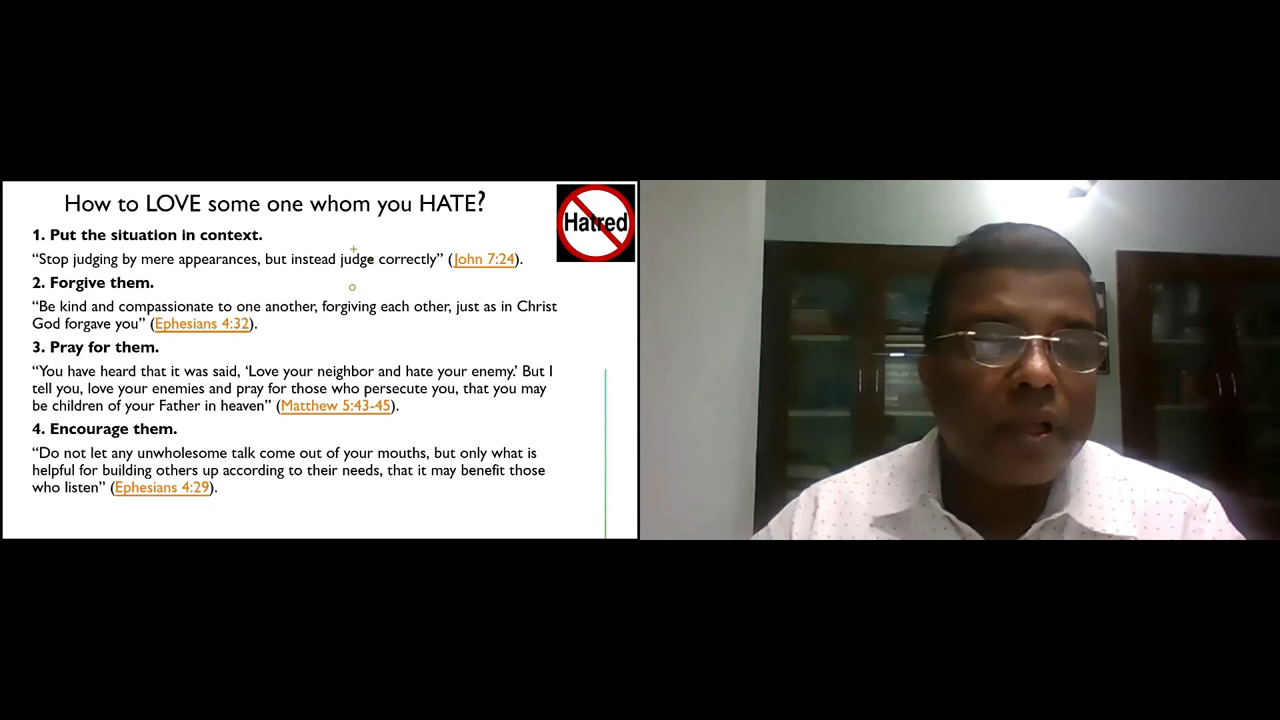 How to LOVE some one whom you HATE?
Hatred
1. Put the situation in context.
“Stop judging by mere appearances, but instead judge correctly” (John 7:24).
2. Forgive them.
“Be kind and compassionate to one another, forgiving each other, just as in Christ
God forgave you” (Ephesians 4:32).
3. Pray for them.
“You have heard that it was said, ‘Love your neighbor and hate your enemy.’ But I
tell you, love your enemies and pray for those who persecute you, that you may
be children of your Father in heaven” (Matthew 5:43-45).
4. Encourage them.
“Do not let any unwholesome talk come out of your mouths, but only what is
helpful for building others up according to their needs, that it may benefit those
who listen” (Ephesians 4:29).